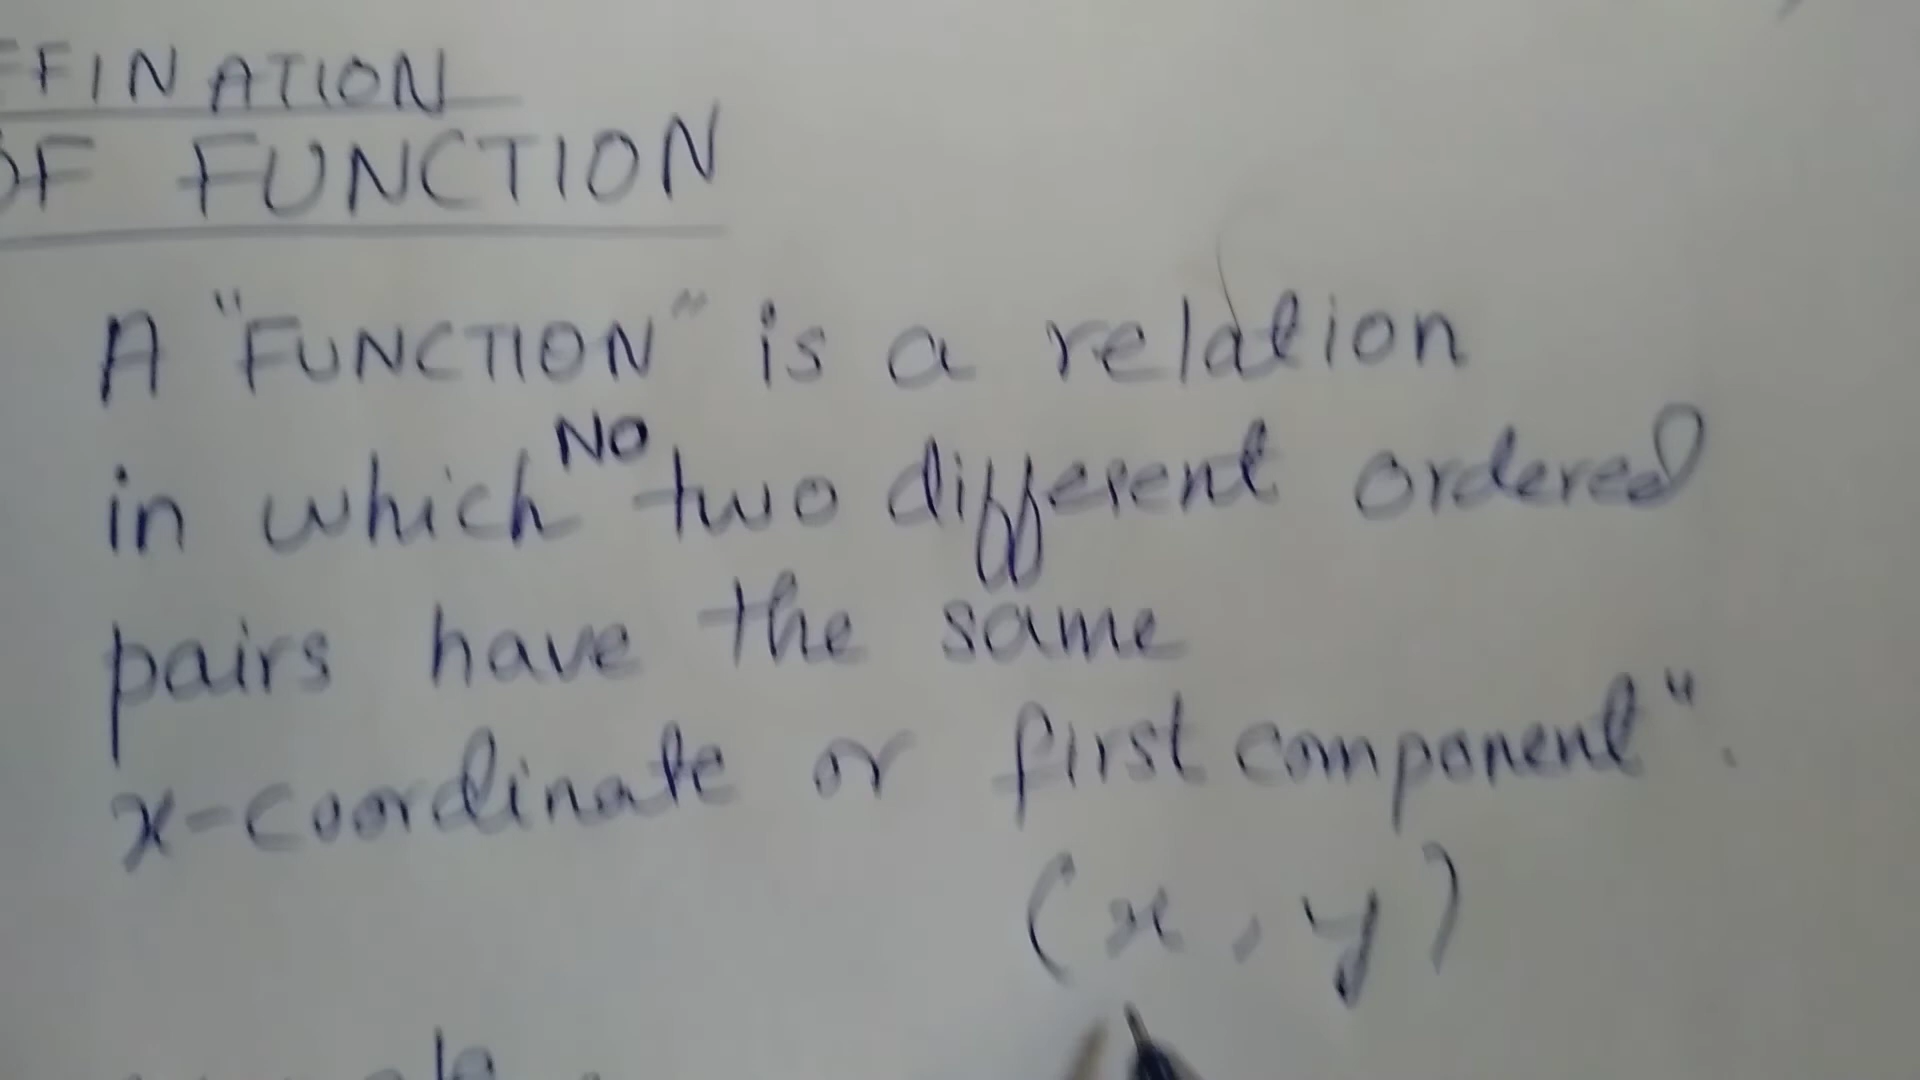 FFINATION
OF FUNCTION
A "FUNCTION" is a relation
in which NO two different ordered
pairs have the same
x-coordinate or first component".
(x, y)